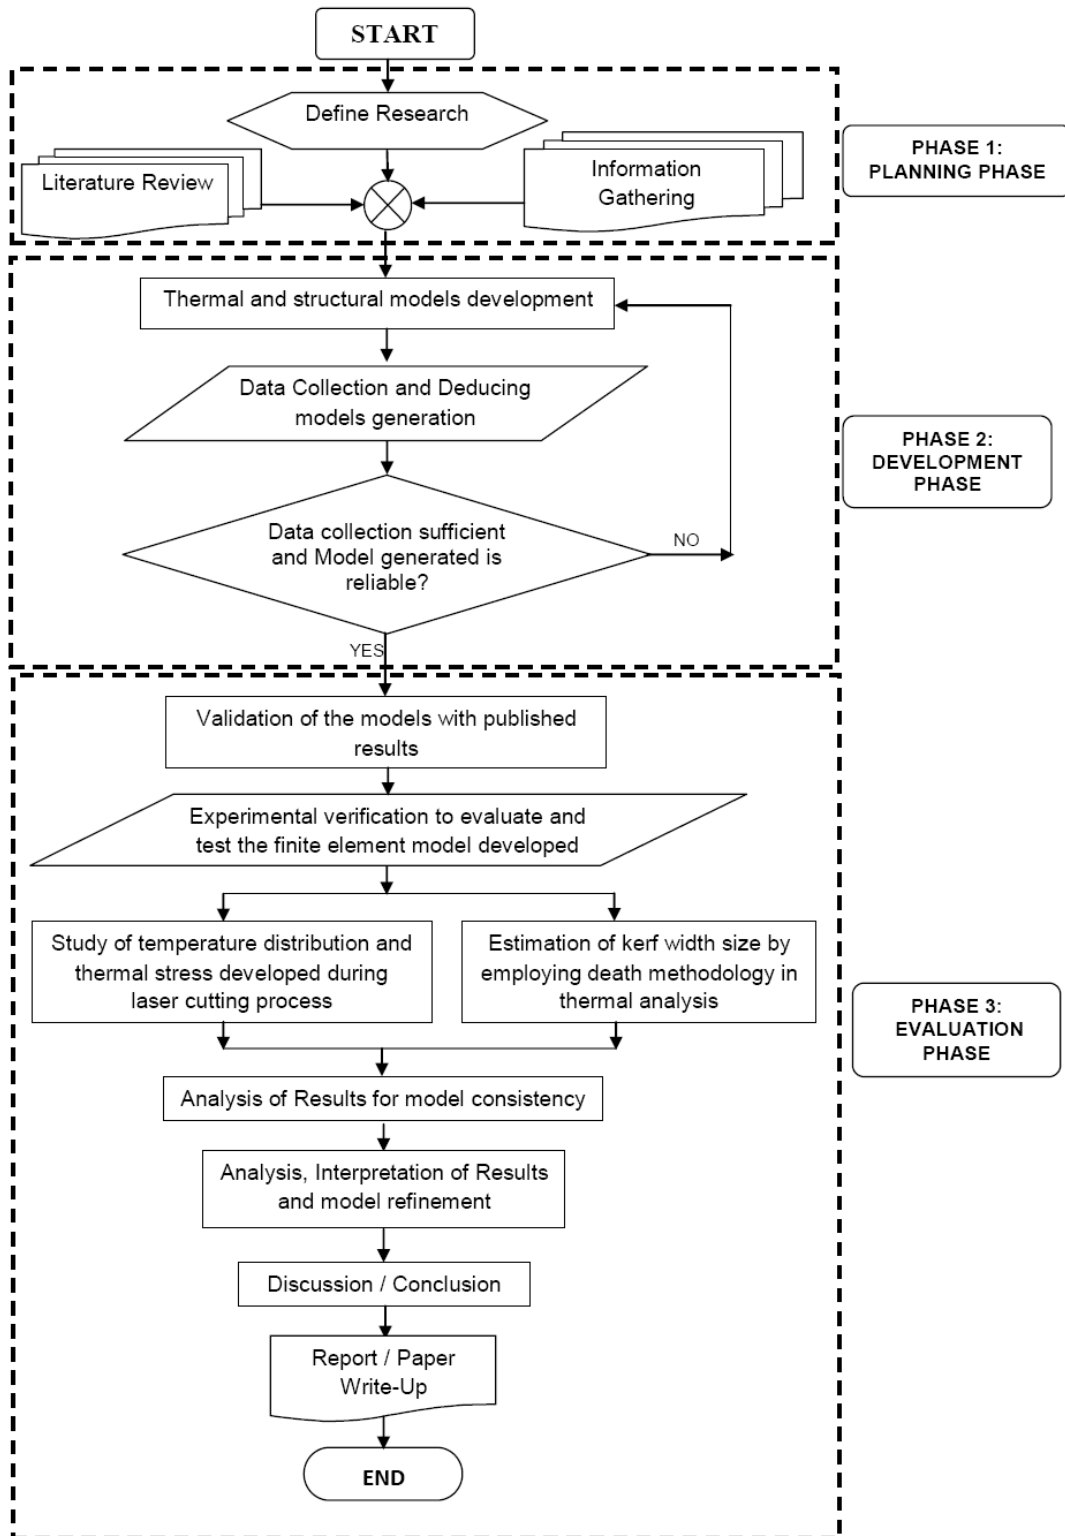 START
Define Research
Literature Review
Information
Gathering
PHASE 1:
PLANNING PHASE
Thermal and structural models development
Data Collection and Deducing
models generation
Data collection sufficient
and Model generated is
reliable?
NO
YES
PHASE 2:
DEVELOPMENT
PHASE
Validation of the models with published
results
Experimental verification to evaluate and
test the finite element model developed
Study of temperature distribution and
thermal stress developed during
laser cutting process
Estimation of kerf width size by
employing death methodology in
thermal analysis
PHASE 3:
EVALUATION
PHASE
Analysis of Results for model consistency
Analysis, Interpretation of Results
and model refinement
Discussion / Conclusion
Report / Paper
Write-Up
END